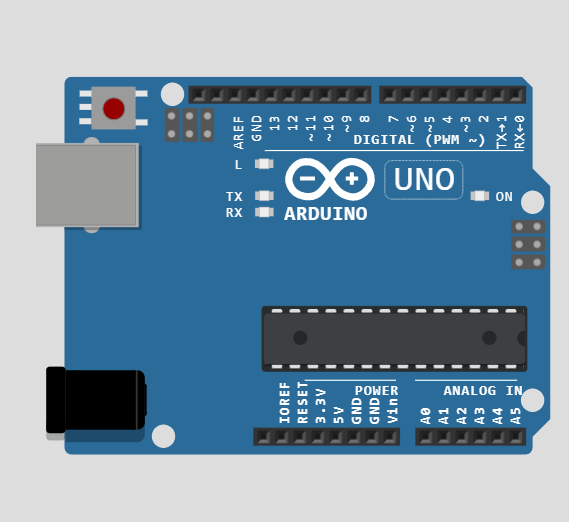 AREF GND 13 12 ~11 ~10 ~9 8 7 ~6 ~5 4 ~3 2 TX→1 RX←0
DIGITAL (PWM ~)
L
TX
RX
UNO
ON
ARDUINO
POWER
ANALOG IN
IOREF RESET 3.3V 5V GND GND Vin A0 A1 A2 A3 A4 A5